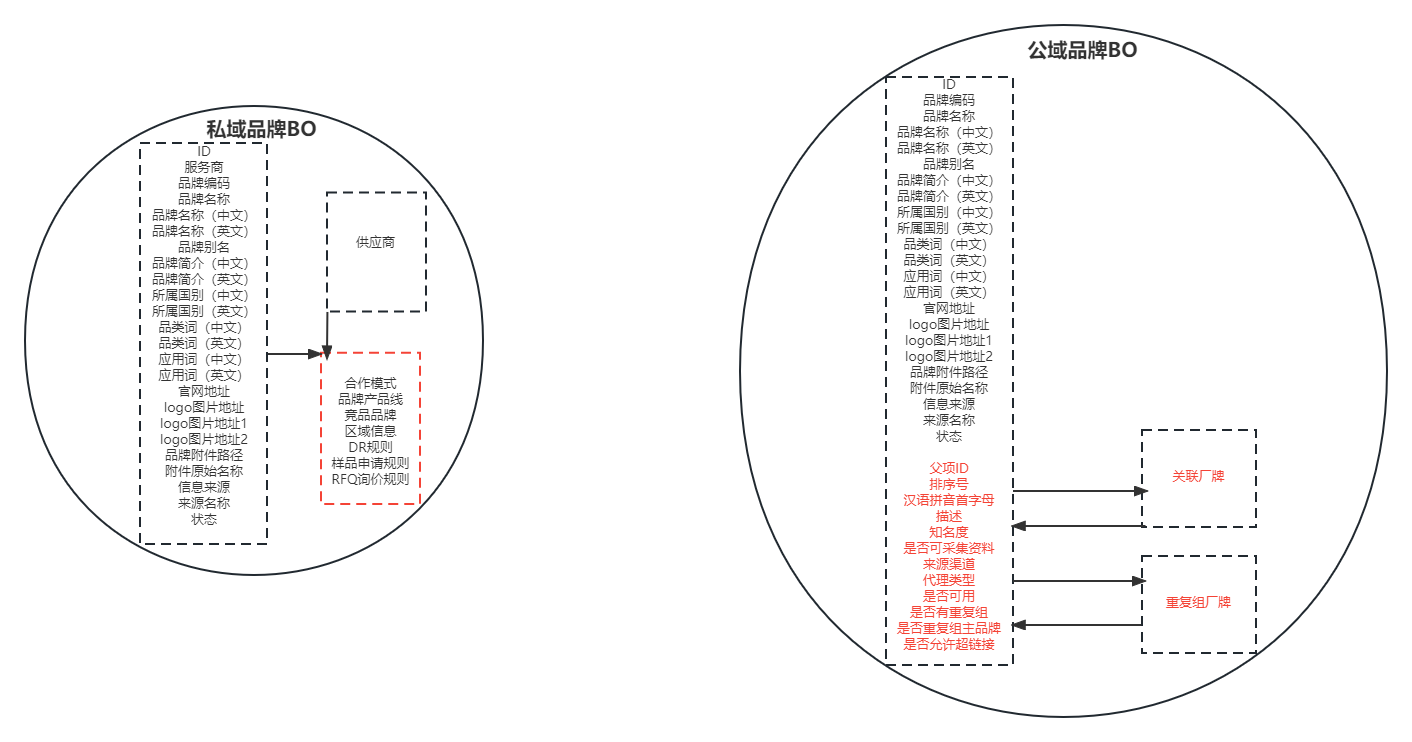 私域品牌BO
ID
服务商
品牌编码
品牌名称
品牌名称（中文）
品牌名称（英文）
品牌别名
品牌简介（中文）
品牌简介（英文）
所属国别（中文）
所属国别（英文）
品类词（中文）
品类词（英文）
应用词（中文）
应用词（英文）
官网地址
logo图片地址
logo图片地址1
logo图片地址2
品牌附件路径
附件原始名称
信息来源
来源名称
状态
供应商
合作模式
品牌产品线
竞品品牌
区域信息
DR规则
样品申请规则
RFQ询价规则
公域品牌BO
ID
品牌编码
品牌名称
品牌名称（中文）
品牌名称（英文）
品牌别名
品牌简介（中文）
品牌简介（英文）
所属国别（中文）
所属国别（英文）
品类词（中文）
品类词（英文）
应用词（中文）
应用词（英文）
官网地址
logo图片地址
logo图片地址1
logo图片地址2
品牌附件路径
附件原始名称
信息来源
来源名称
状态
父项ID
排序号
汉语拼音首字母
描述
知名度
是否可采集资料
来源渠道
代理类型
是否可用
是否有重复组
是否重复组主品牌
是否允许超链接
关联厂牌
重复组厂牌